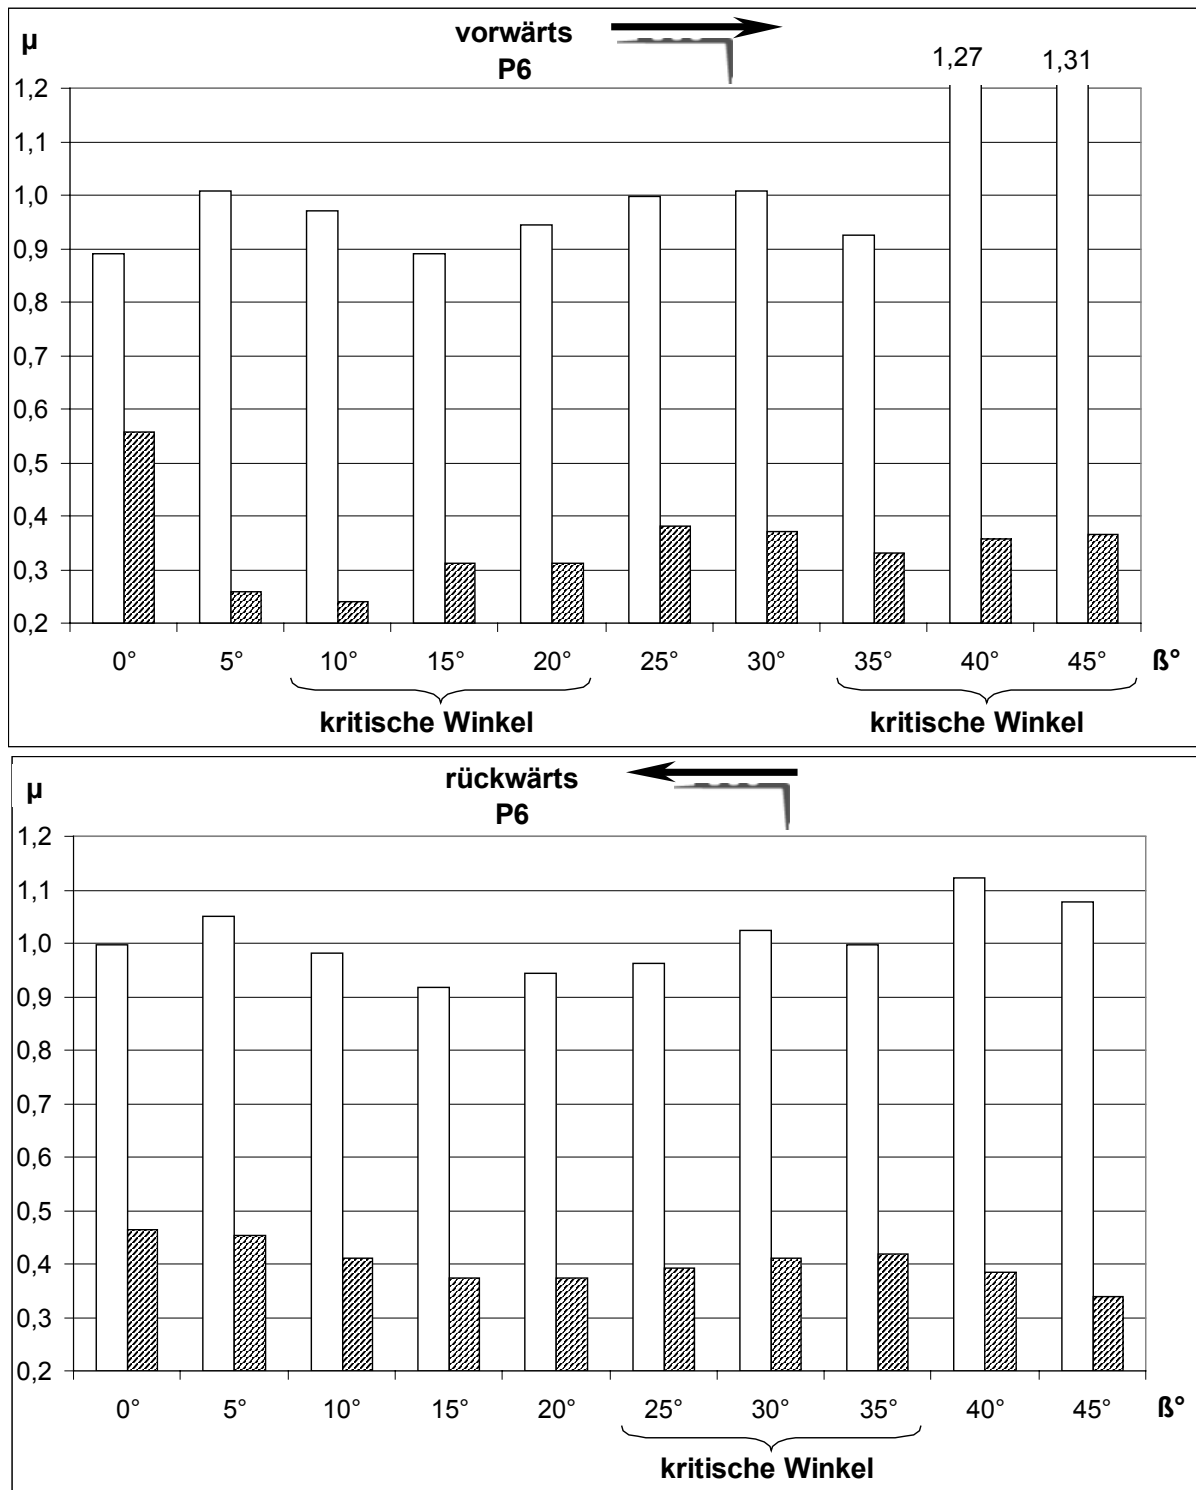 vorwärts
µ
P6
1,27 1,31
1,2
1,1
1,0
0,9
0,8
0,7
0,6
0,5
0,4
0,3
0,2
0° 5° 10° 15° 20° 25° 30° 35° 40° 45° ß°
kritische Winkel kritische Winkel
rückwärts
µ
P6
1,2
1,1
1,0
0,9
0,8
0,7
0,6
0,5
0,4
0,3
0,2
0° 5° 10° 15° 20° 25° 30° 35° 40° 45° ß°
kritische Winkel